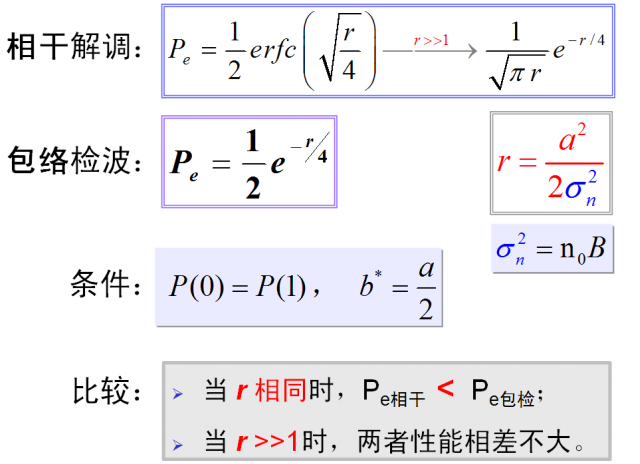 相干解调： P_e = \frac{1}{2} erfc\left(\sqrt{\frac{r}{4}}\right) \xrightarrow{r>>1} \frac{1}{\sqrt{\pi r}} e^{-r/4}
包络检波： P_e = \frac{1}{2} e^{-r/4} r = \frac{a^2}{2\sigma_n^2}
\sigma_n^2 = n_0 B
条件： P(0) = P(1)， b^* = \frac{a}{2}
比较： ➢ 当 r 相同时，P_{e相干} < P_{e包检}；
➢ 当 r >>1时，两者性能相差不大。